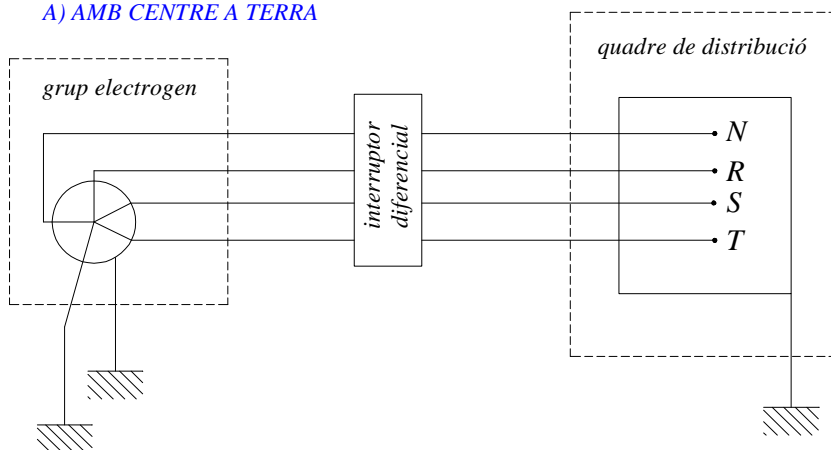 A) AMB CENTRE A TERRA
grup electrogen
interruptor
diferencial
quadre de distribució
N
R
S
T